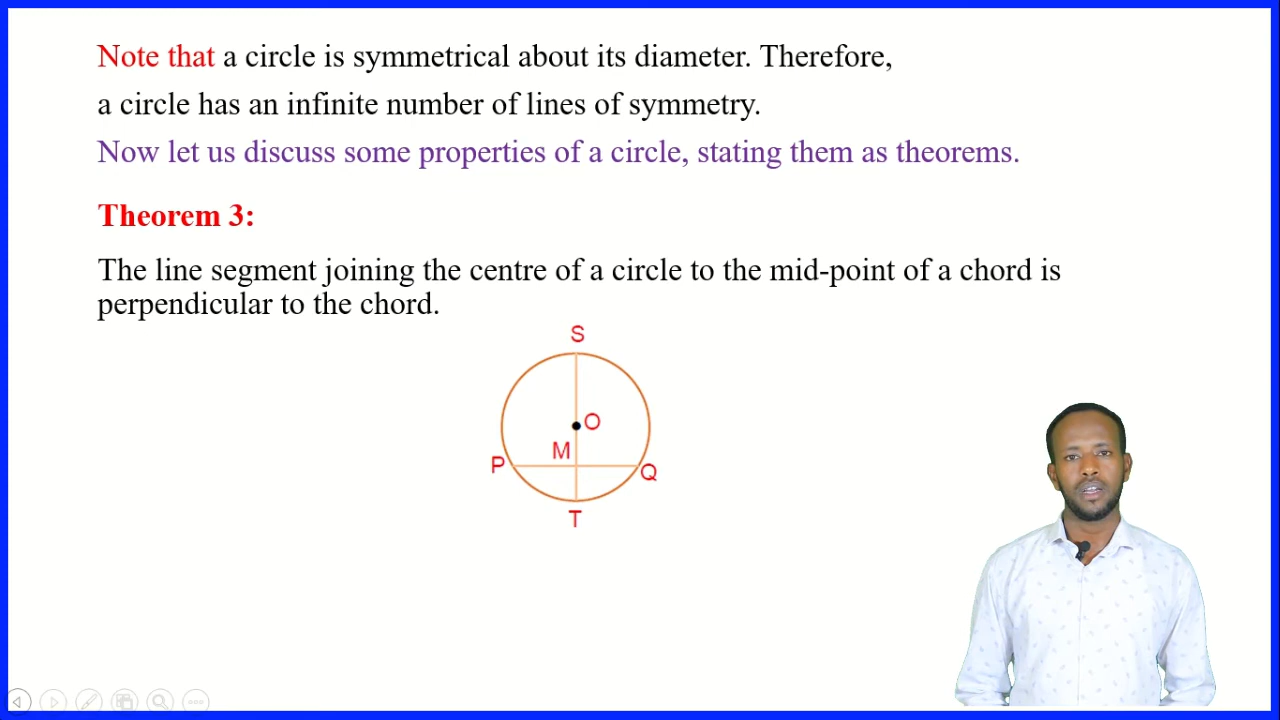 Note that a circle is symmetrical about its diameter. Therefore,
a circle has an infinite number of lines of symmetry.
Now let us discuss some properties of a circle, stating them as theorems.
Theorem 3:
The line segment joining the centre of a circle to the mid-point of a chord is
perpendicular to the chord.
S
O
M
P
Q
T